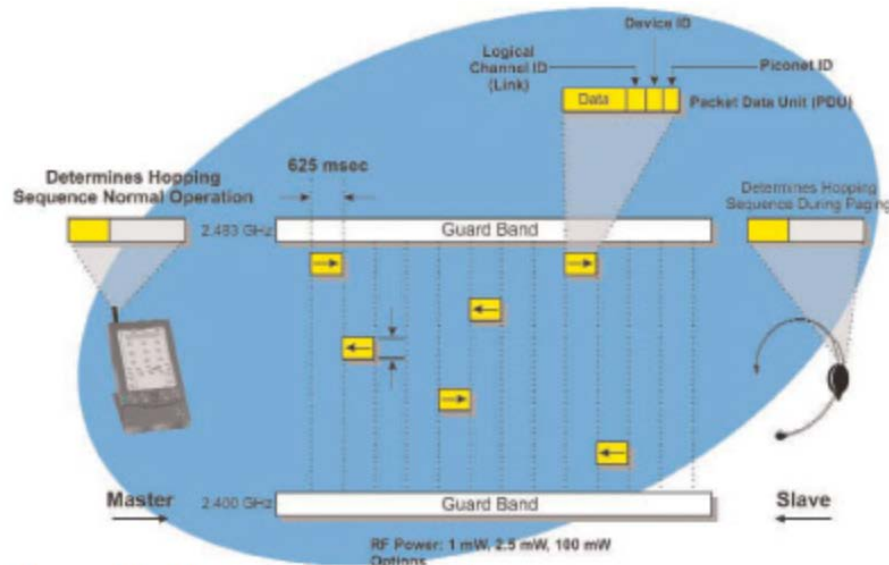 Device ID
Logical
Channel ID
(Link)
Piconet ID
Data
Packet Data Unit (PDU)
625 msec
Determines Hopping
Sequence Normal Operation
Determines Hopping
Sequence During Paging
2.483 GHz
Guard Band
Master
2.400 GHz
Guard Band
Slave
RF Power: 1 mW, 2.5 mW, 100 mW
Options